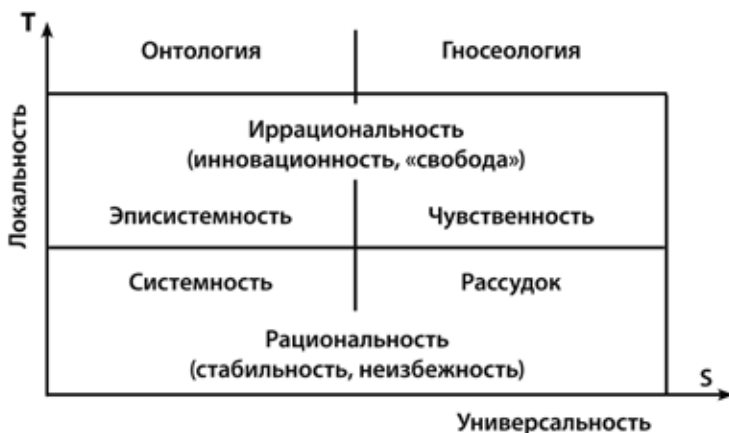 T
Онтология
Гносеология
Локальность
Иррациональность
(инновационность, «свобода»)
Эписистемность
Чувственность
Системность
Рассудок
Рациональность
(стабильность, неизбежность)
S
Универсальность